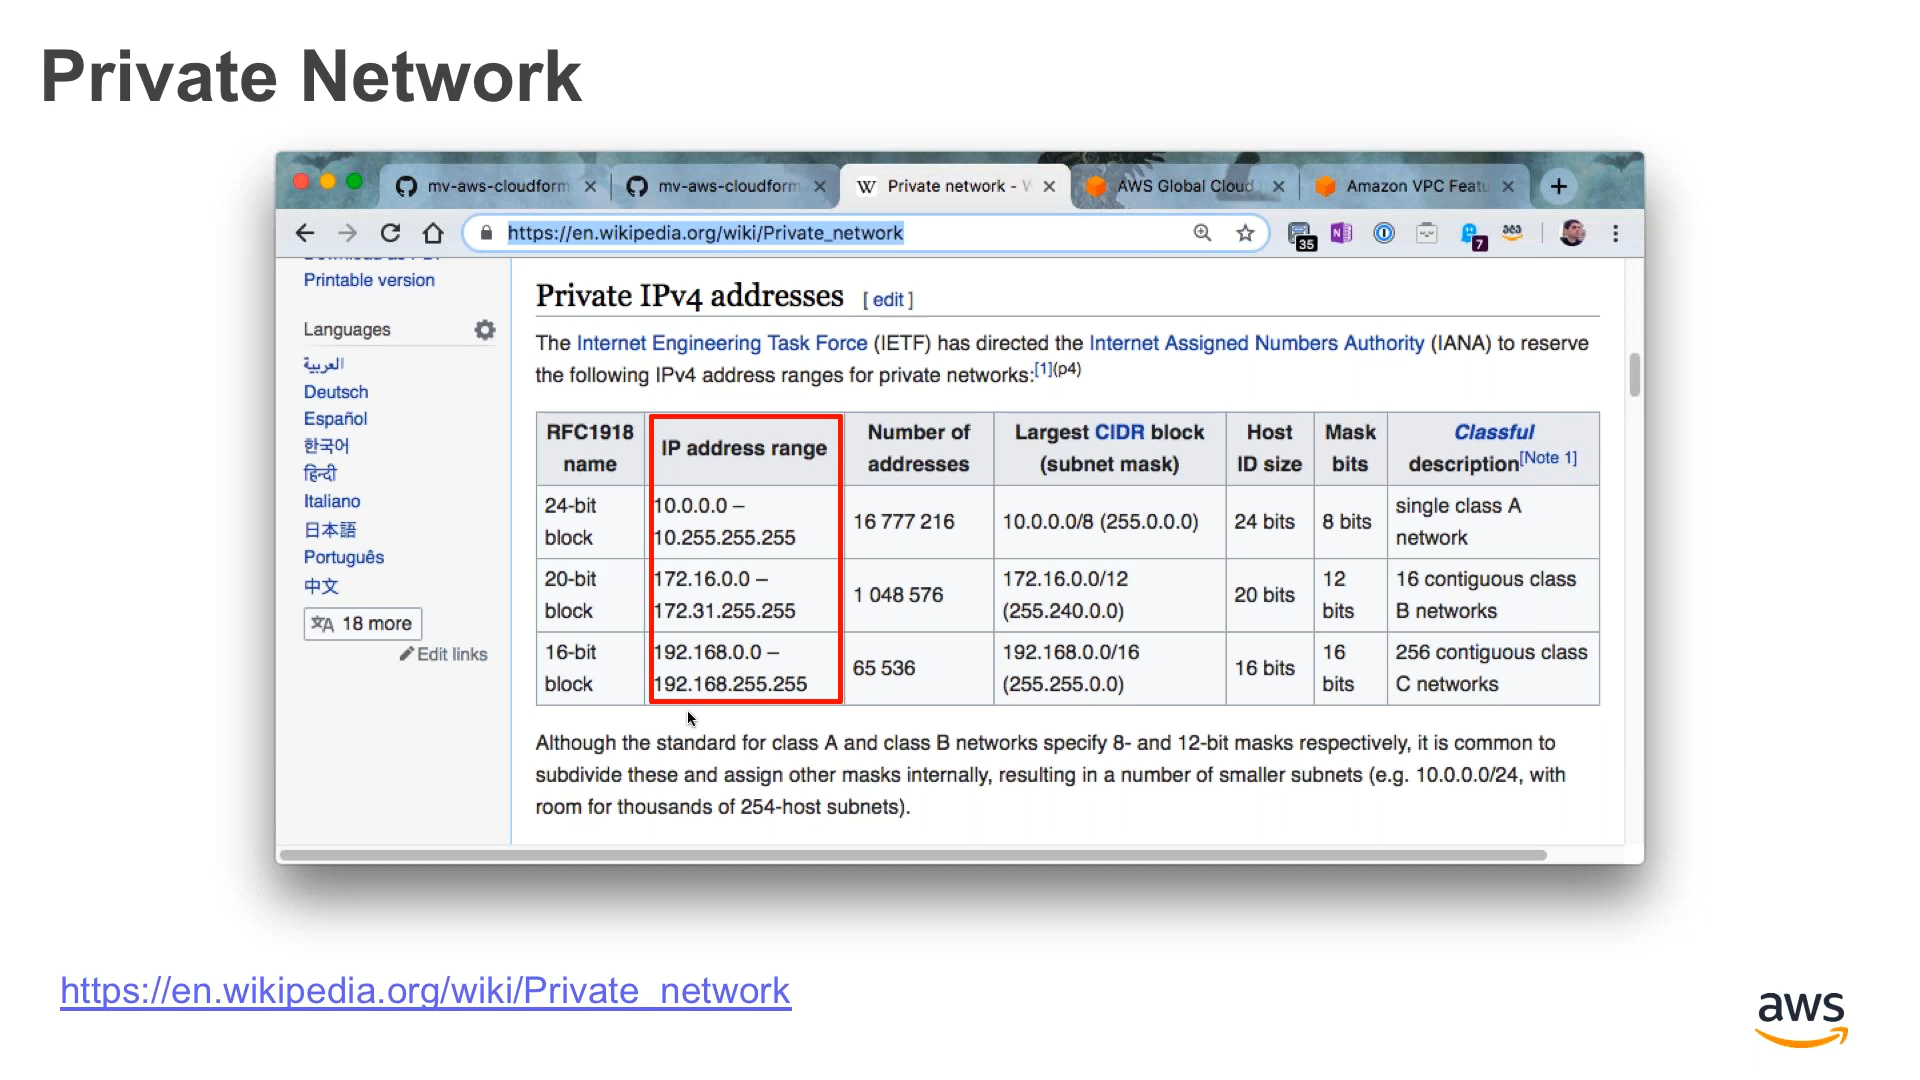 Private Network
mv-aws-cloudform
mv-aws-cloudform
W Private network - W
AWS Global Cloud
Amazon VPC Featu
https://en.wikipedia.org/wiki/Private_network
35
N
7
Printable version
Languages
العربية
Deutsch
Español
한국어
हिन्दी
Italiano
日本語
Português
中文
18 more
Edit links
Private IPv4 addresses [ edit ]
The Internet Engineering Task Force (IETF) has directed the Internet Assigned Numbers Authority (IANA) to reserve
the following IPv4 address ranges for private networks:[1](p4)
RFC1918 name IP address range Number of addresses Largest CIDR block (subnet mask) Host ID size Mask bits Classful description[Note 1]
24-bit block 10.0.0.0 – 10.255.255.255 16 777 216 10.0.0.0/8 (255.0.0.0) 24 bits 8 bits single class A network
20-bit block 172.16.0.0 – 172.31.255.255 1 048 576 172.16.0.0/12 (255.240.0.0) 20 bits 12 bits 16 contiguous class B networks
16-bit block 192.168.0.0 – 192.168.255.255 65 536 192.168.0.0/16 (255.255.0.0) 16 bits 16 bits 256 contiguous class C networks
Although the standard for class A and class B networks specify 8- and 12-bit masks respectively, it is common to
subdivide these and assign other masks internally, resulting in a number of smaller subnets (e.g. 10.0.0.0/24, with
room for thousands of 254-host subnets).
https://en.wikipedia.org/wiki/Private_network
aws